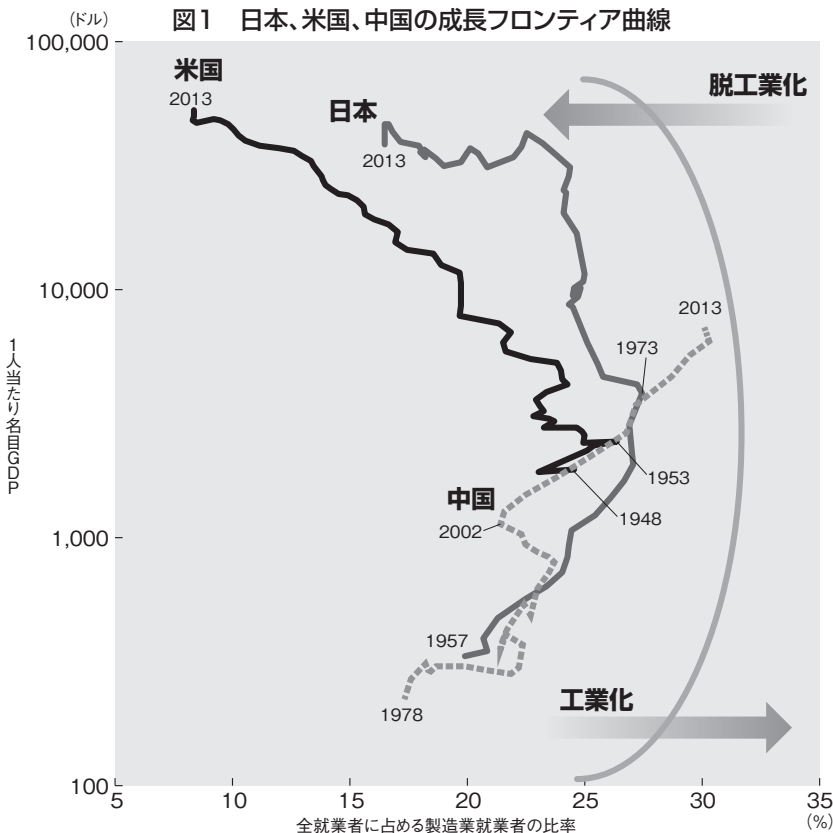 図1 日本、米国、中国の成長フロンティア曲線
(ドル)
100,000
10,000
1,000
100
1人当たり名目GDP
米国
2013
日本
2013
脱工業化
2013
1973
1953
1948
中国
2002
1957
1978
工業化
5 10 15 20 25 30 35
(%)
全就業者に占める製造業就業者の比率